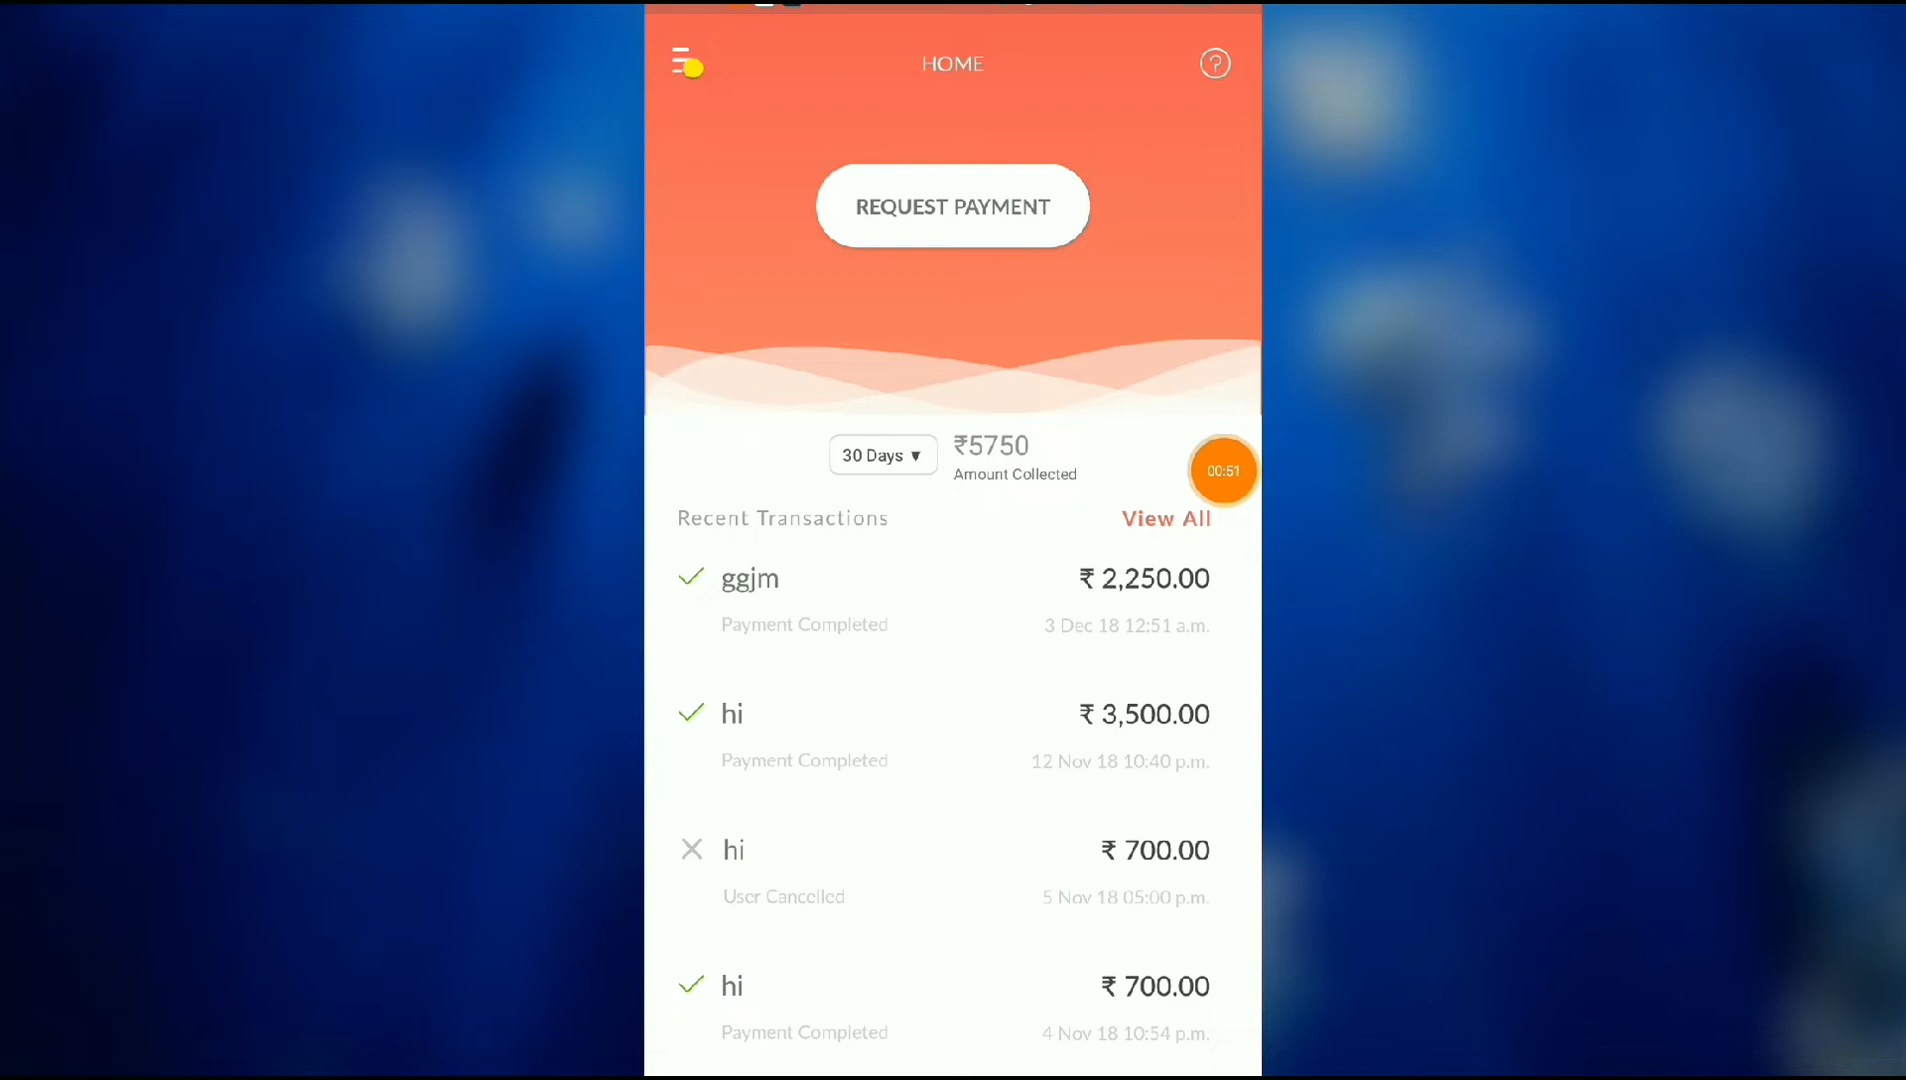 HOME
?
REQUEST PAYMENT
30 Days ▼
₹5750
Amount Collected
00:51
Recent Transactions
View All
ggjm
₹ 2,250.00
Payment Completed
3 Dec 18 12:51 a.m.
hi
₹ 3,500.00
Payment Completed
12 Nov 18 10:40 p.m.
hi
₹ 700.00
User Cancelled
5 Nov 18 05:00 p.m.
hi
₹ 700.00
Payment Completed
4 Nov 18 10:54 p.m.